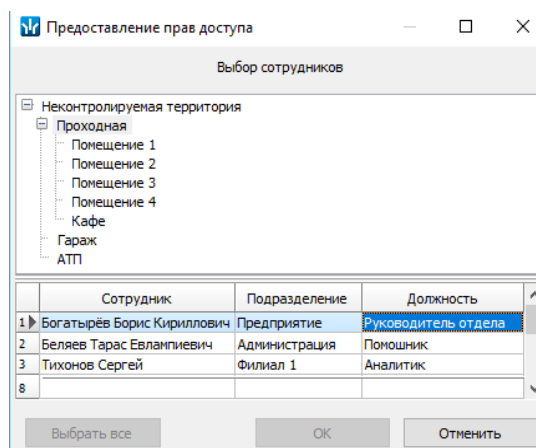 Предоставление прав доступа
Выбор сотрудников
Неконтролируемая территория
Проходная
Помещение 1
Помещение 2
Помещение 3
Помещение 4
Кафе
Гараж
АТП
Сотрудник Подразделение Должность
1 Богатырёв Борис Кириллович Предприятие Руководитель отдела
2 Беляев Тарас Евлампиевич Администрация Помошник
3 Тихонов Сергей Филиал 1 Аналитик
8
Выбрать все OK Отменить